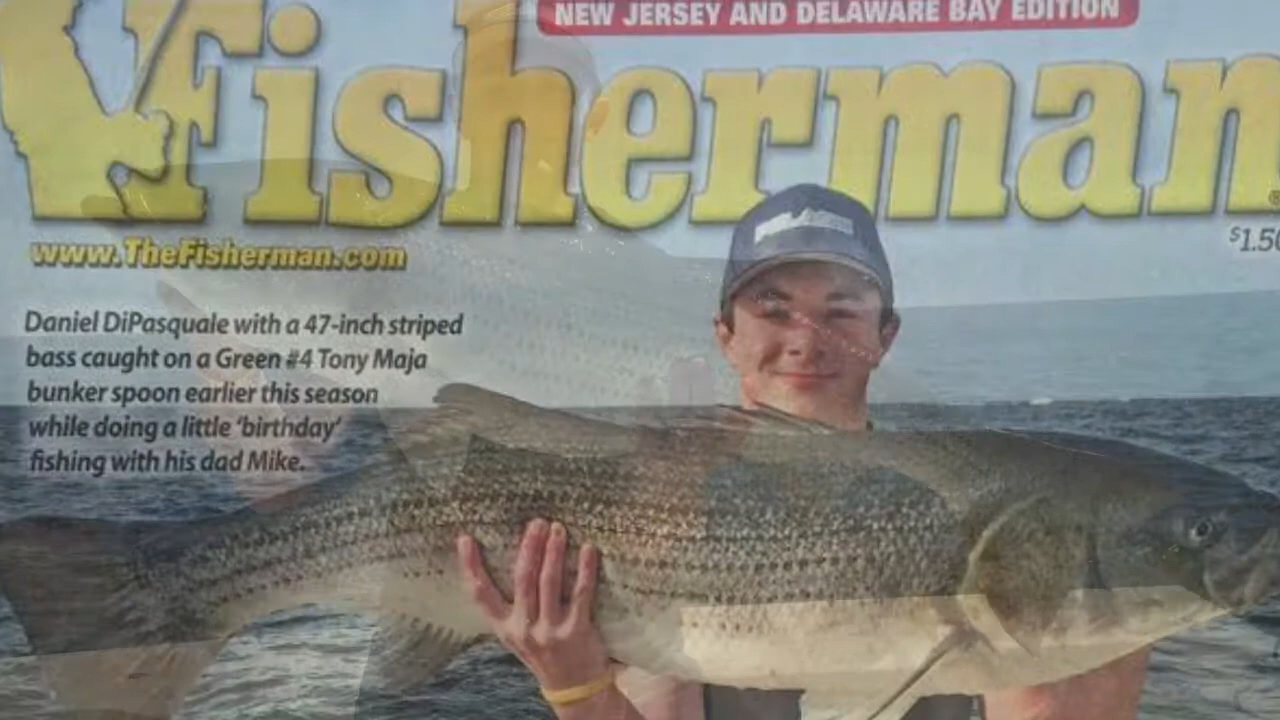 NEW JERSEY AND DELAWARE BAY EDITION
Fisherman
$1.50
www.TheFisherman.com
Daniel DiPasquale with a 47-inch striped
bass caught on a Green #4 Tony Maja
bunker spoon earlier this season
while doing a little ‘birthday’
fishing with his dad Mike.